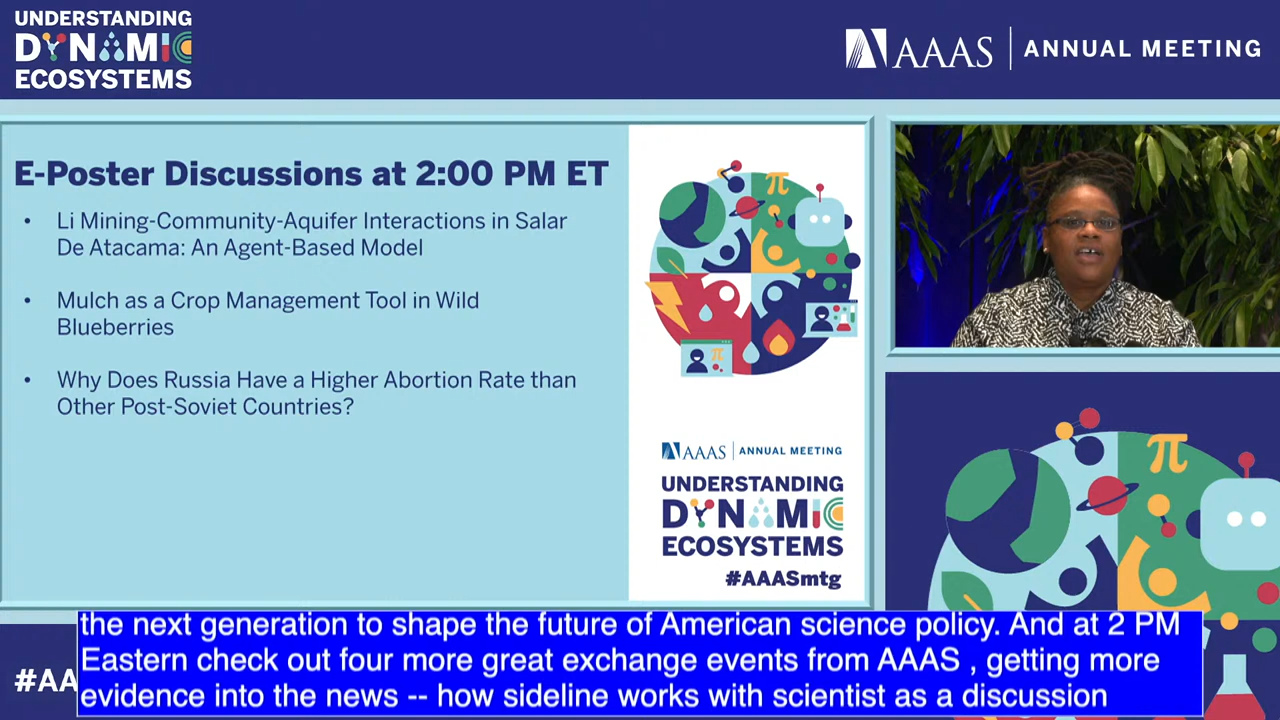 UNDERSTANDING
DYNAMIC
ECOSYSTEMS
AAAS | ANNUAL MEETING
E-Poster Discussions at 2:00 PM ET
• Li Mining-Community-Aquifer Interactions in Salar
De Atacama: An Agent-Based Model
• Mulch as a Crop Management Tool in Wild
Blueberries
• Why Does Russia Have a Higher Abortion Rate than
Other Post-Soviet Countries?
π
π
AAAS | ANNUAL MEETING
UNDERSTANDING
DYNAMIC
ECOSYSTEMS
#AAASmtg
π
#AA
the next generation to shape the future of American science policy. And at 2 PM
Eastern check out four more great exchange events from AAAS , getting more
evidence into the news -- how sideline works with scientist as a discussion